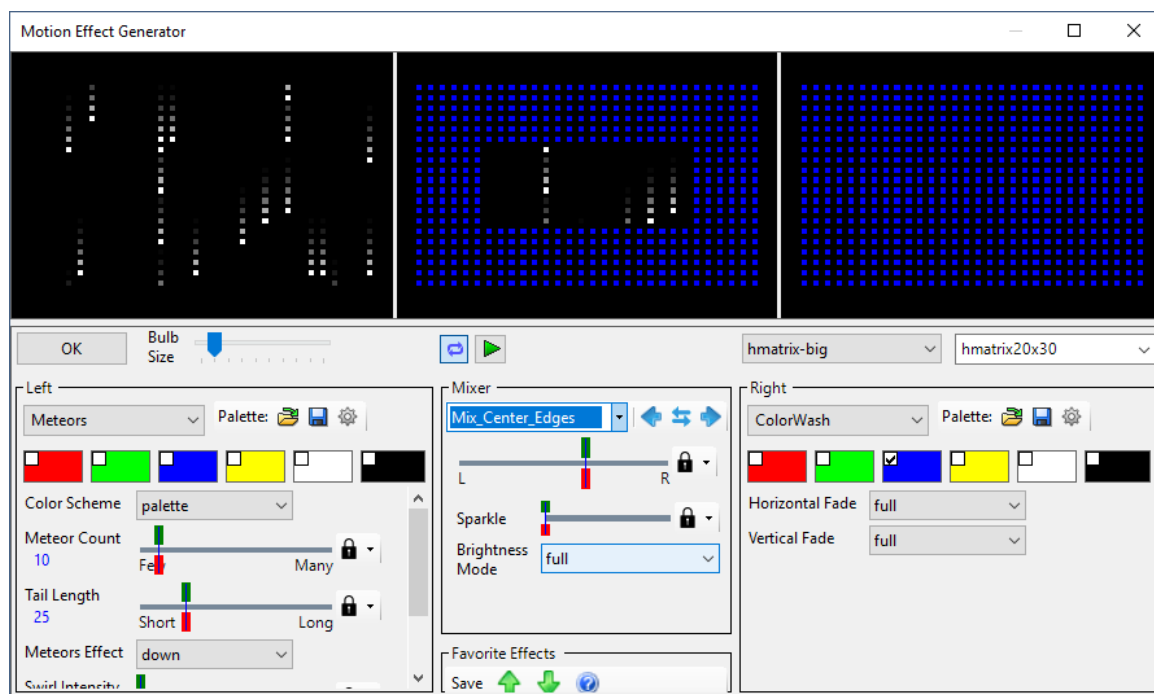 Motion Effect Generator
OK
Bulb
Size
hmatrix-big
hmatrix20x30
Left
Meteors
Palette:
Color Scheme
palette
Meteor Count
10
Few
Many
Tail Length
25
Short
Long
Meteors Effect
down
Swirl Intensity
Mixer
Mix_Center_Edges
L
R
Sparkle
Brightness
Mode
full
Favorite Effects
Save
Right
ColorWash
Palette:
Horizontal Fade
full
Vertical Fade
full